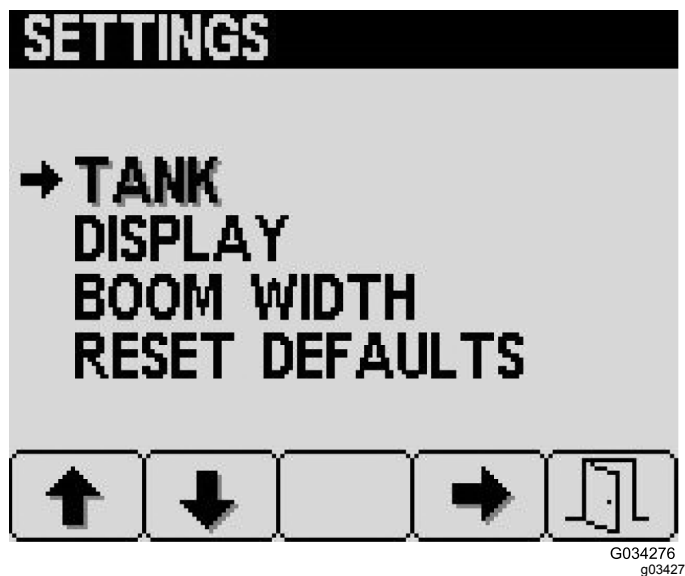 SETTINGS
TANK
DISPLAY
BOOM WIDTH
RESET DEFAULTS
G034276
g03427